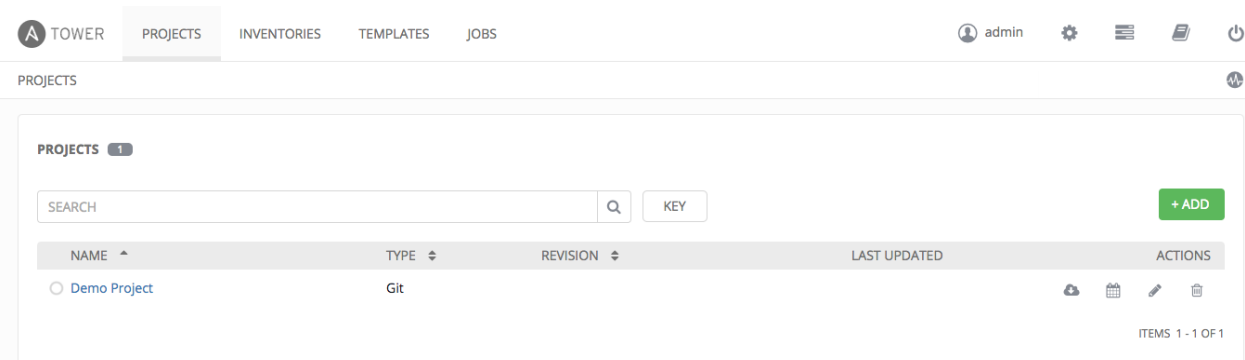 A TOWER PROJECTS INVENTORIES TEMPLATES JOBS admin
PROJECTS
PROJECTS 1
SEARCH KEY + ADD
NAME TYPE REVISION LAST UPDATED ACTIONS
Demo Project Git
ITEMS 1 - 1 OF 1